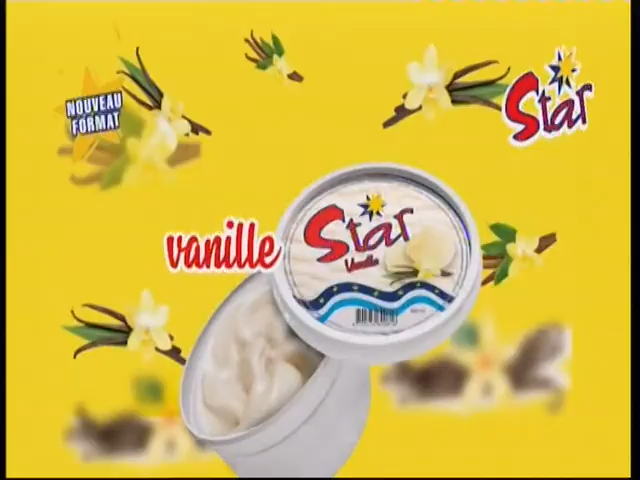 NOUVEAU
FORMAT
Star
vanille
Star
Vanille